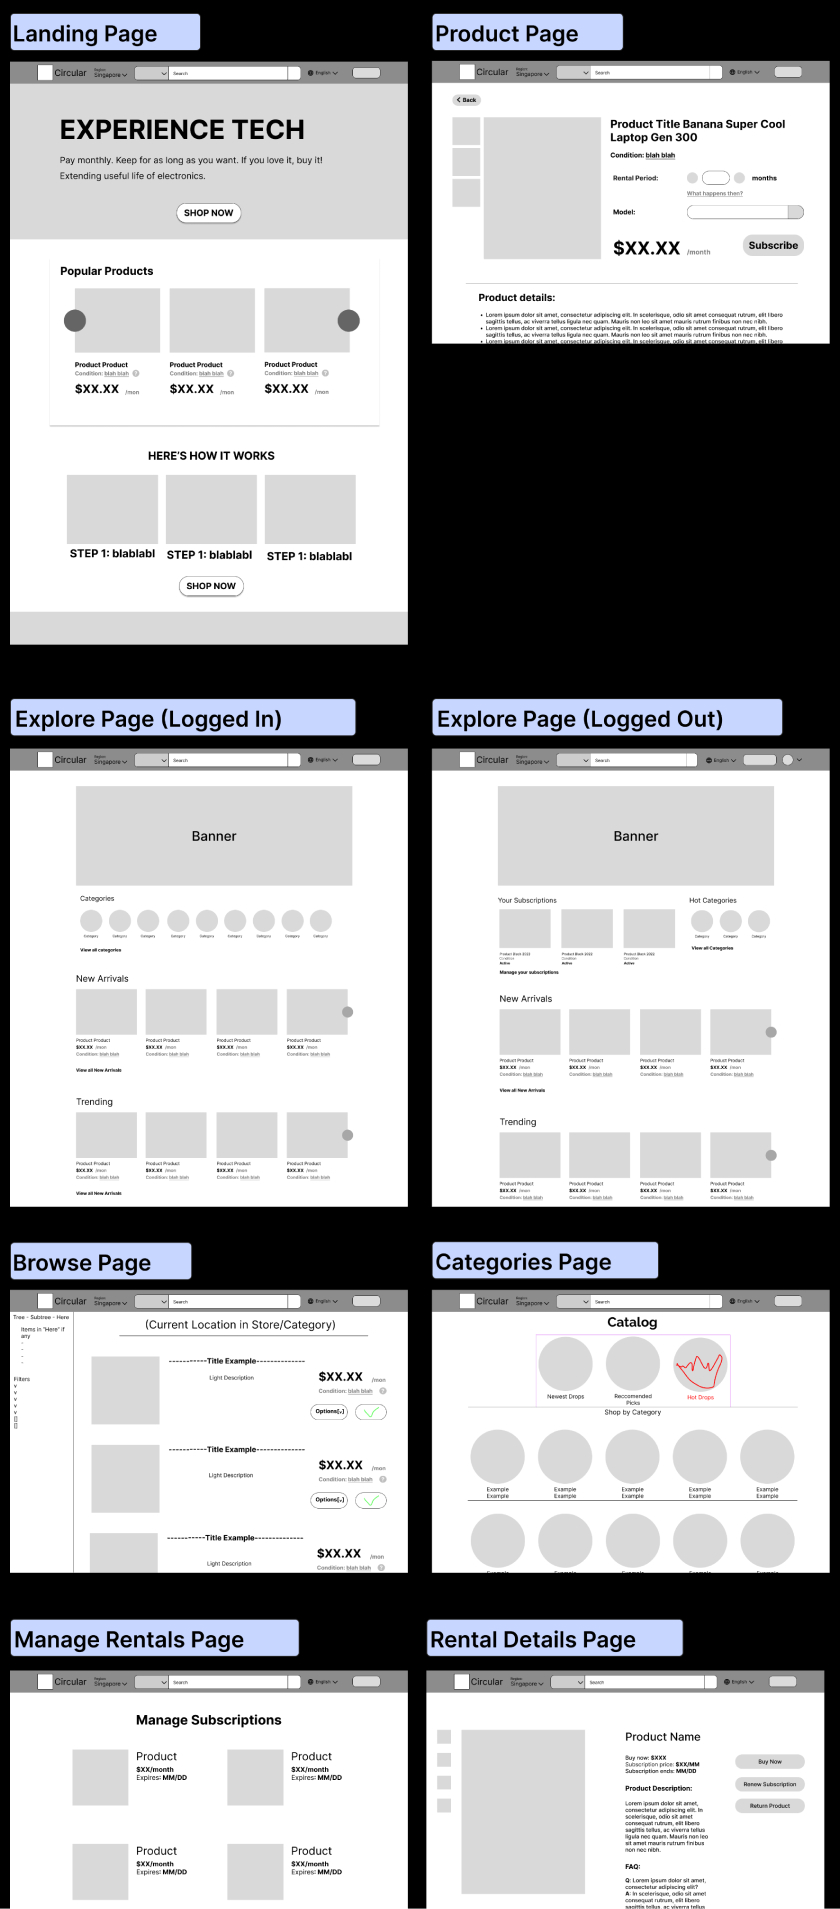 Landing Page
Circular
Region
Singapore
Search
English
EXPERIENCE TECH
Pay monthly. Keep for as long as you want. If you love it, buy it!
Extending useful life of electronics.
SHOP NOW
Popular Products
Product Product
Condition: blah blah ?
$XX.XX /mon
Product Product
Condition: blah blah ?
$XX.XX /mon
Product Product
Condition: blah blah ?
$XX.XX /mon
HERE'S HOW IT WORKS
STEP 1: blablabl
STEP 1: blablabl
STEP 1: blablabl
SHOP NOW
Product Page
Circular
Region
Singapore
Search
English
Back
Product Title Banana Super Cool
Laptop Gen 300
Condition: blah blah
Rental Period:
months
What happens then?
Model:
$XX.XX /month
Subscribe
Product details:
• Lorem ipsum dolor sit amet, consectetur adipiscing elit. In scelerisque, odio sit amet consequat rutrum, elit libero
sagittis tellus, ac viverra tellus ligula nec quam. Mauris non leo sit amet mauris rutrum finibus non nec nibh.
• Lorem ipsum dolor sit amet, consectetur adipiscing elit. In scelerisque, odio sit amet consequat rutrum, elit libero
sagittis tellus, ac viverra tellus ligula nec quam. Mauris non leo sit amet mauris rutrum finibus non nec nibh.
• Lorem ipsum dolor sit amet, consectetur adipiscing elit. In scelerisque, odio sit amet consequat rutrum, elit libero
Explore Page (Logged In)
Circular
Region
Singapore
Search
English
Banner
Categories
Category Category Category Category Category Category Category Category Category
View all categories
New Arrivals
Product Product
$XX.XX /mon
Condition: blah blah
Product Product
$XX.XX /mon
Condition: blah blah
Product Product
$XX.XX /mon
Condition: blah blah
Product Product
$XX.XX /mon
Condition: blah blah
View all New Arrivals
Trending
Product Product
$XX.XX /mon
Condition: blah blah
Product Product
$XX.XX /mon
Condition: blah blah
Product Product
$XX.XX /mon
Condition: blah blah
Product Product
$XX.XX /mon
Condition: blah blah
View all New Arrivals
Explore Page (Logged Out)
Circular
Region
Singapore
Search
English
Banner
Your Subscriptions
Product Black 2022
Condition
Active
Product Black 2022
Condition
Active
Product Black 2022
Condition
Active
Manage your subscriptions
Hot Categories
Category Category Category
View all Categories
New Arrivals
Product Product
$XX.XX /mon
Condition: blah blah
Product Product
$XX.XX /mon
Condition: blah blah
Product Product
$XX.XX /mon
Condition: blah blah
Product Product
$XX.XX /mon
Condition: blah blah
View all New Arrivals
Trending
Product Product
$XX.XX /mon
Condition: blah blah
Product Product
$XX.XX /mon
Condition: blah blah
Product Product
$XX.XX /mon
Condition: blah blah
Product Product
$XX.XX /mon
Condition: blah blah
Browse Page
Circular
Region
Singapore
Search
English
Tree - Subtree - Here
Items in "Here" if
any
-
-
-
-
Filters
v
v
v
v
v
[]
[]
(Current Location in Store/Category)
-----------Title Example--------------
Light Description
$XX.XX /mon
Condition: blah blah ?
Options[v]
-----------Title Example--------------
Light Description
$XX.XX /mon
Condition: blah blah ?
Options[v]
-----------Title Example--------------
Light Description
$XX.XX /mon
Condition: blah blah ?
Categories Page
Circular
Region
Singapore
Search
English
Catalog
Newest Drops
Reccomended
Picks
Hot Drops
Shop by Category
Example Example Example Example Example
Example Example Example Example Example
Example Example Example Example Example
Manage Rentals Page
Circular
Region
Singapore
Search
English
Manage Subscriptions
Product
$XX/month
Expires: MM/DD
Product
$XX/month
Expires: MM/DD
Product
$XX/month
Expires: MM/DD
Product
$XX/month
Expires: MM/DD
Rental Details Page
Circular
Region
Singapore
Search
English
Product Name
Buy now: $XXX
Subscription price: $XX/MM
Subscription ends: MM/DD
Product Description:
Lorem ipsum dolor sit amet,
consectetur adipiscing elit. In
scelerisque, odio sit amet
consequat rutrum, elit libero
sagittis tellus, ac viverra tellus
ligula nec quam. Mauris non leo
sit amet mauris rutrum finibus
non nec nibh.
FAQ:
Q: Lorem ipsum dolor sit amet,
consectetur adipiscing elit?
A: In scelerisque, odio sit amet
consequat rutrum, elit libero
Buy Now
Renew Subscription
Return Product